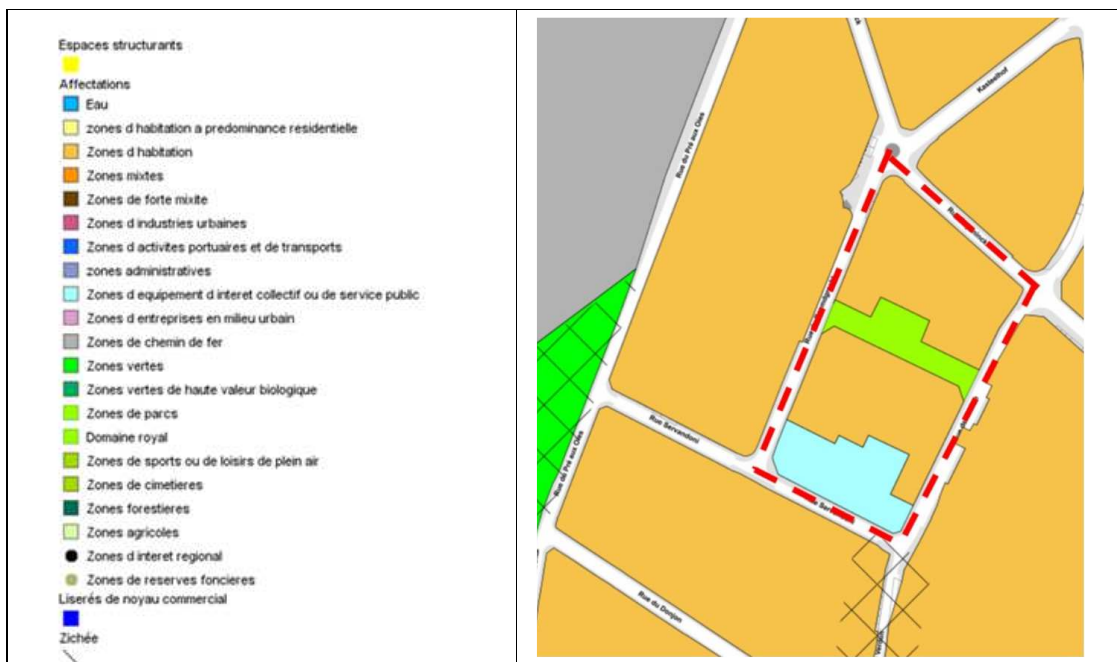 Espaces structurants
Affectations
Eau
zones d habitation a predominance residentielle
Zones d habitation
Zones mixtes
Zones de forte mixite
Zones d industries urbaines
Zones d activites portuaires et de transports
zones administratives
Zones d equipement d interet collectif ou de service public
Zones d entreprises en milieu urbain
Zones de chemin de fer
Zones vertes
Zones vertes de haute valeur biologique
Zones de parcs
Domaine royal
Zones de sports ou de loisirs de plein air
Zones de cimetieres
Zones forestieres
Zones agricoles
Zones d interet regional
Zones de reserves foncieres
Liserés de noyau commercial
Zichée
Kasteelhof
Rue du Pré aux Oies
Rue Servandoni
Rue du Pré aux Oies
Rue du Donjon